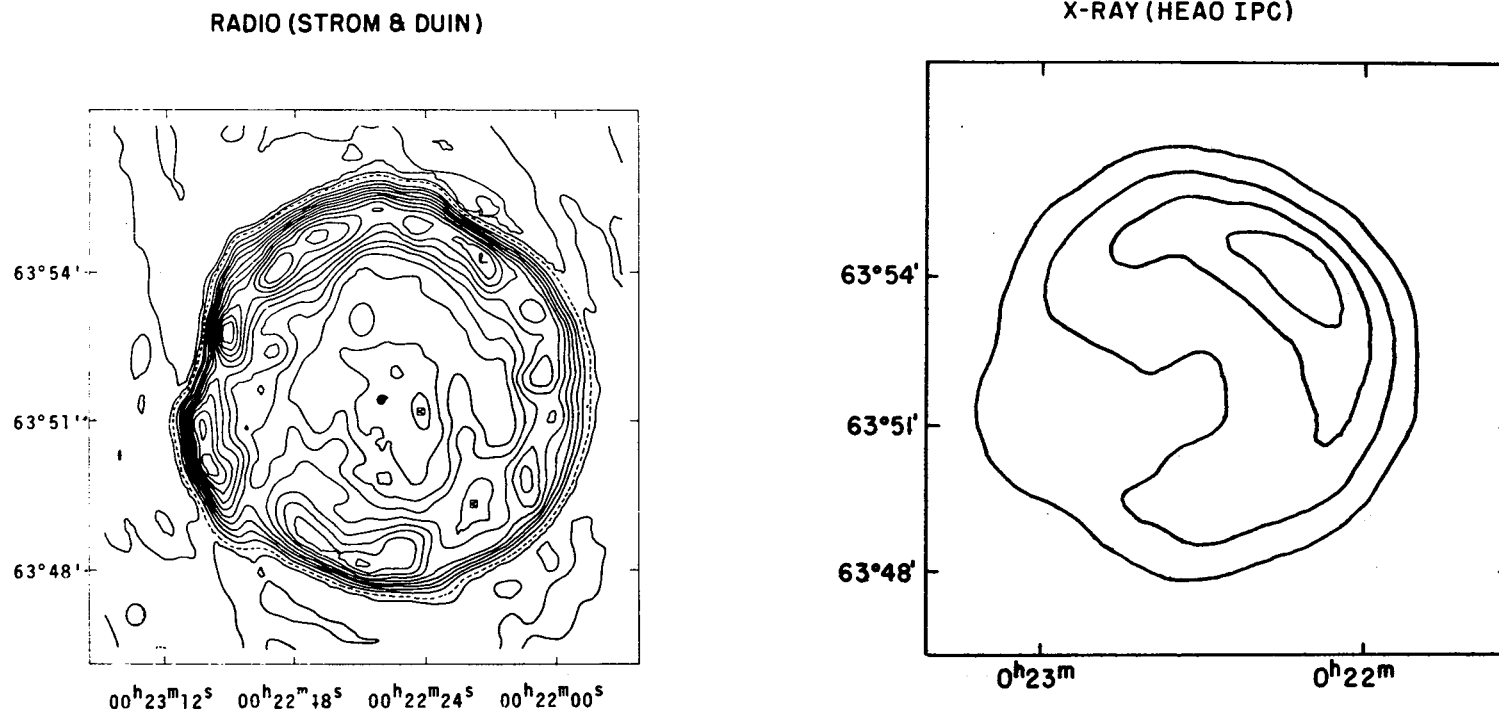 RADIO (STROM & DUIN)
63°54'
63°51'
63°48'
00ʰ23ᵐ12ˢ 00ʰ22ᵐ48ˢ 00ʰ22ᵐ24ˢ 00ʰ22ᵐ00ˢ
X-RAY (HEAO IPC)
63°54'
63°51'
63°48'
0ʰ23ᵐ 0ʰ22ᵐ